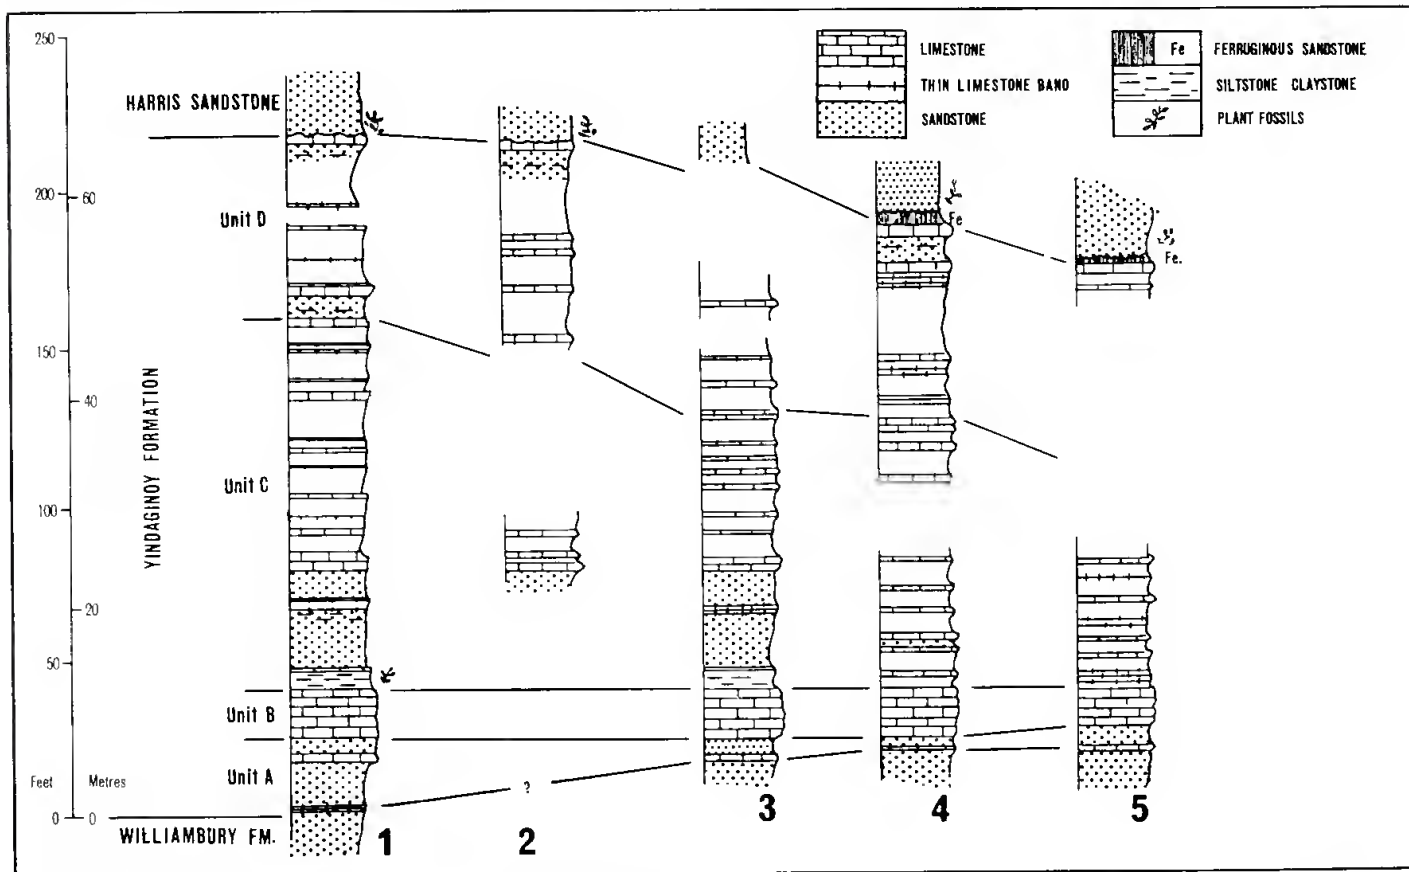 250
200
150
100
50
0
Feet
60
40
20
0
Metres
HARRIS SANDSTONE
YINDAGINOY FORMATION
Unit D
Unit C
Unit B
Unit A
WILLIAMBURY FM.
LIMESTONE
THIN LIMESTONE BAND
SANDSTONE
Fe FERRUGINOUS SANDSTONE
SILTSTONE CLAYSTONE
PLANT FOSSILS
Fe
Fe.
?
1
2
3
4
5